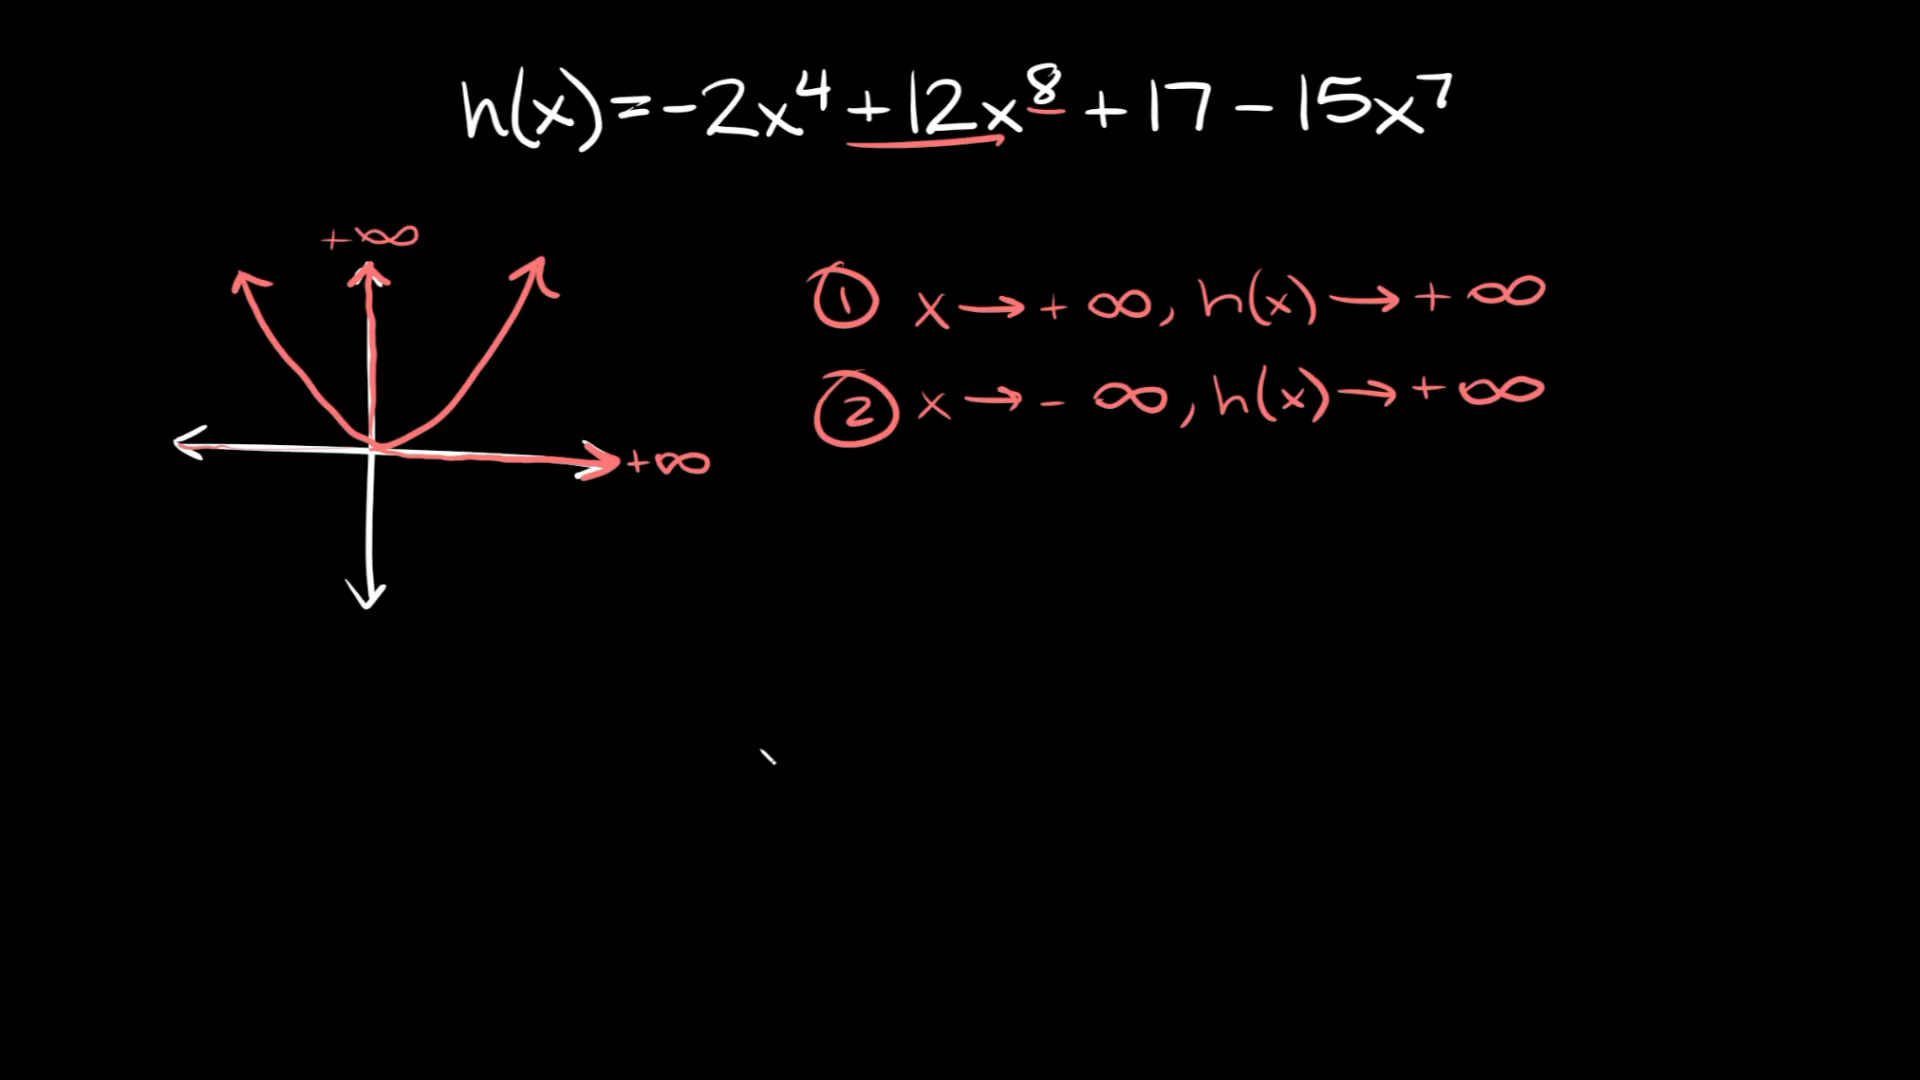 h(x)=-2x⁴+12x⁸+17-15x⁷
+∞
+∞
① x→+∞, h(x)→+∞
② x→-∞, h(x)→+∞